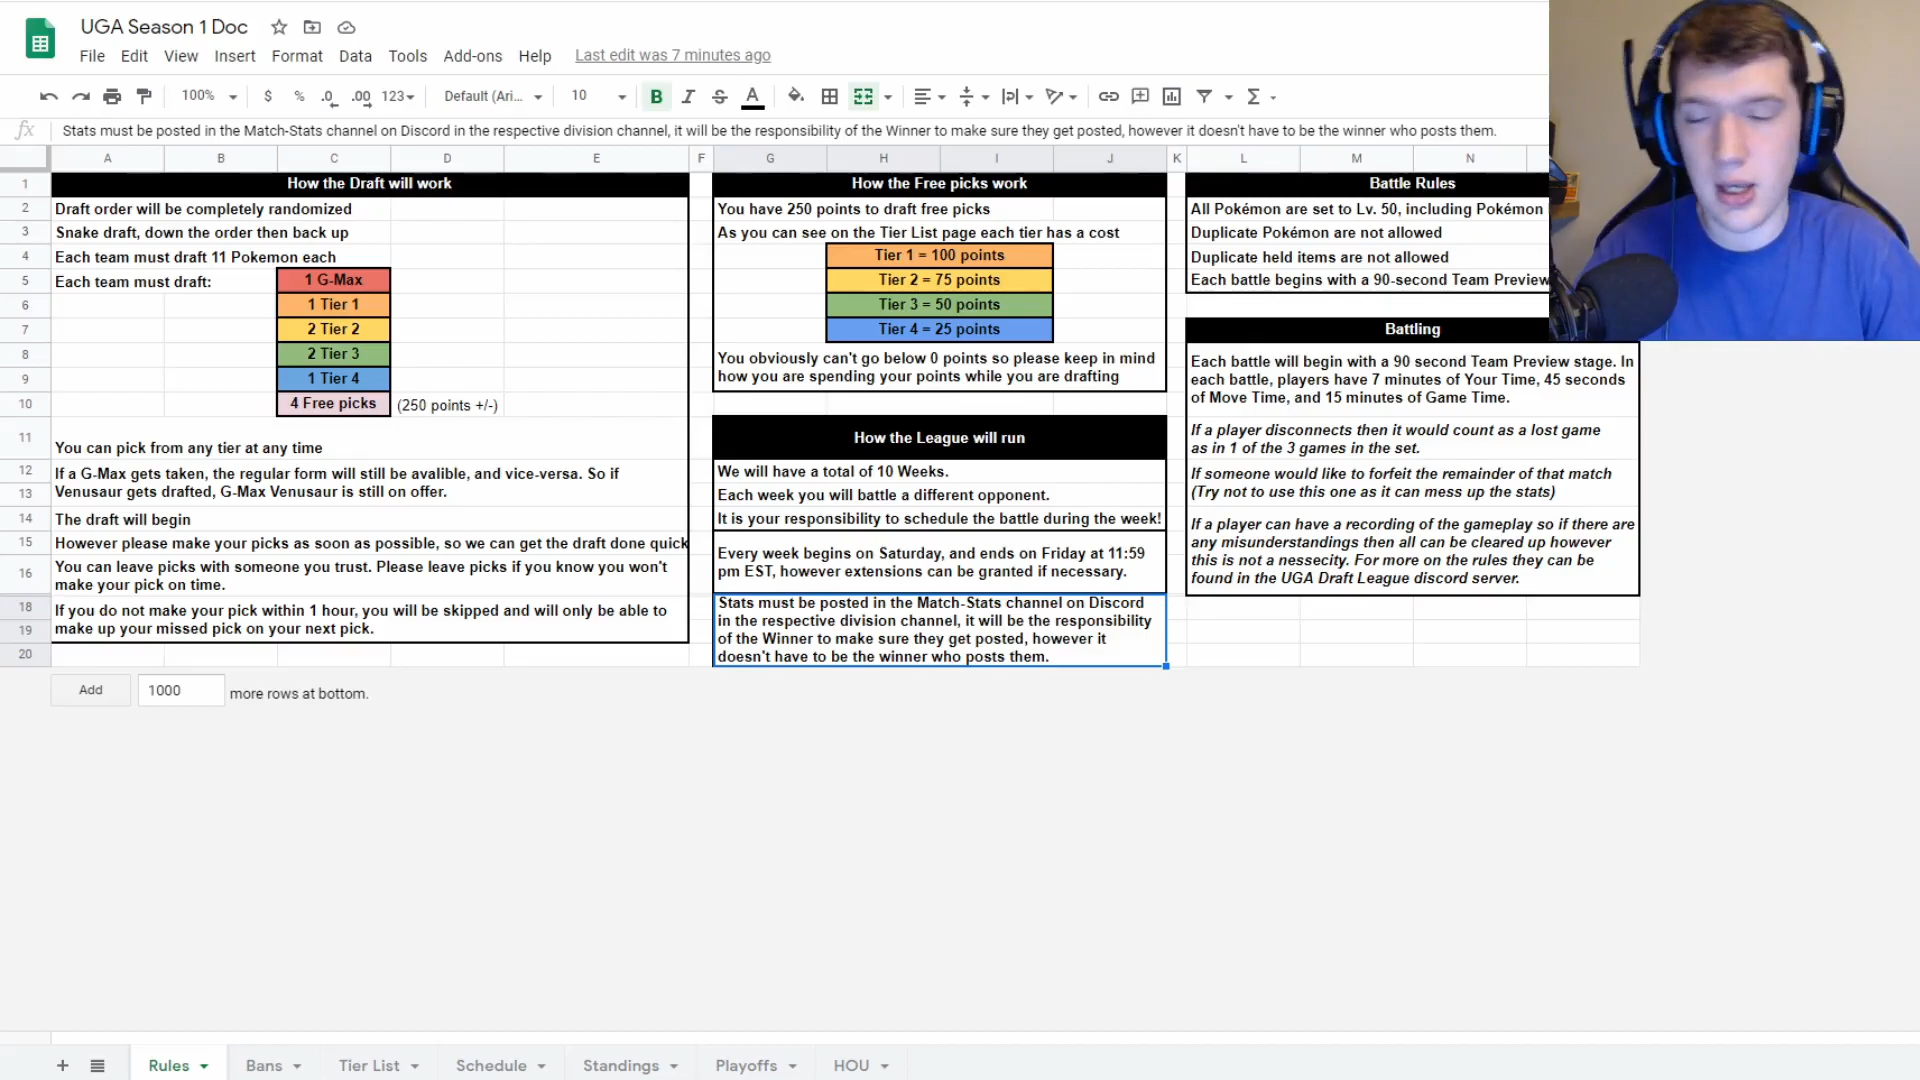 UGA Season 1 Doc
File Edit View Insert Format Data Tools Add-ons Help Last edit was 7 minutes ago
100% $ % .0 .00 123 Default (Ari... 10 B I S A Σ
fx Stats must be posted in the Match-Stats channel on Discord in the respective division channel, it will be the responsibility of the Winner to make sure they get posted, however it doesn't have to be the winner who posts them.
A B C D E F G H I J K L M N
1 How the Draft will work
2 Draft order will be completely randomized
3 Snake draft, down the order then back up
4 Each team must draft 11 Pokemon each
5 Each team must draft: 1 G-Max
6 1 Tier 1
7 2 Tier 2
8 2 Tier 3
9 1 Tier 4
10 4 Free picks (250 points +/-)
11 You can pick from any tier at any time
12 If a G-Max gets taken, the regular form will still be avalible, and vice-versa. So if
13 Venusaur gets drafted, G-Max Venusaur is still on offer.
14 The draft will begin
15 However please make your picks as soon as possible, so we can get the draft done quick
16 You can leave picks with someone you trust. Please leave picks if you know you won't
make your pick on time.
18 If you do not make your pick within 1 hour, you will be skipped and will only be able to
19 make up your missed pick on your next pick.
20
How the Free picks work
You have 250 points to draft free picks
As you can see on the Tier List page each tier has a cost
Tier 1 = 100 points
Tier 2 = 75 points
Tier 3 = 50 points
Tier 4 = 25 points
You obviously can't go below 0 points so please keep in mind
how you are spending your points while you are drafting
How the League will run
We will have a total of 10 Weeks.
Each week you will battle a different opponent.
It is your responsibility to schedule the battle during the week!
Every week begins on Saturday, and ends on Friday at 11:59
pm EST, however extensions can be granted if necessary.
Stats must be posted in the Match-Stats channel on Discord
in the respective division channel, it will be the responsibility
of the Winner to make sure they get posted, however it
doesn't have to be the winner who posts them.
Battle Rules
All Pokémon are set to Lv. 50, including Pokémon
Duplicate Pokémon are not allowed
Duplicate held items are not allowed
Each battle begins with a 90-second Team Preview
Battling
Each battle will begin with a 90 second Team Preview stage. In
each battle, players have 7 minutes of Your Time, 45 seconds
of Move Time, and 15 minutes of Game Time.
If a player disconnects then it would count as a lost game
as in 1 of the 3 games in the set.
If someone would like to forfeit the remainder of that match
(Try not to use this one as it can mess up the stats)
If a player can have a recording of the gameplay so if there are
any misunderstandings then all can be cleared up however
this is not a nessecity. For more on the rules they can be
found in the UGA Draft League discord server.
Add 1000 more rows at bottom.
+ Rules Bans Tier List Schedule Standings Playoffs HOU